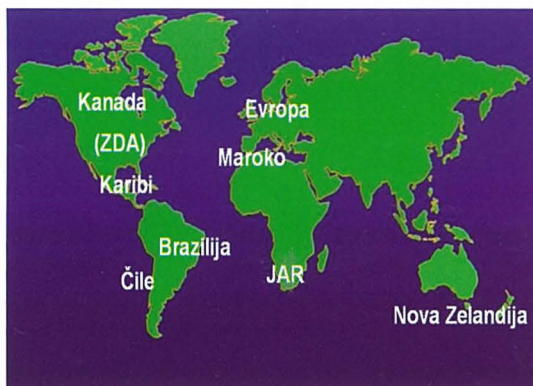 Kanada
Evropa
(ZDA)
Maroko
Karibi
Brazilija
Čile
JAR
Nova Zelandija